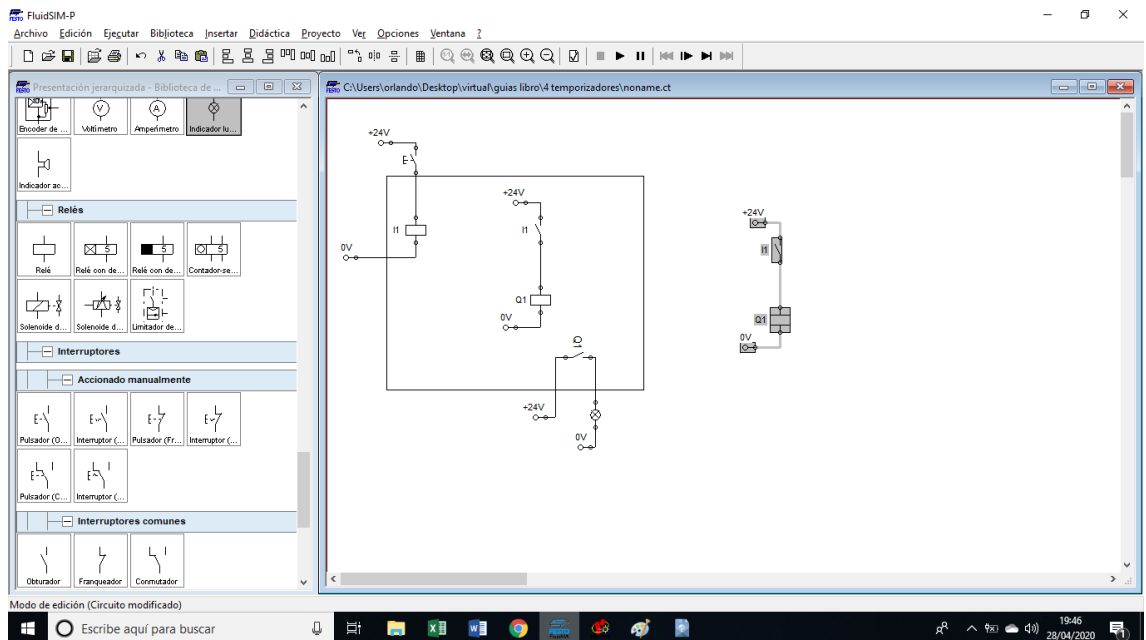 FluidSIM-P
Archivo Edición Ejecutar Biblioteca Insertar Didáctica Proyecto Ver Opciones Ventana ?
Presentación jerarquizada - Biblioteca de ...
C:\Users\orlando\Desktop\virtual\guias libro\4 temporizadores\noname.ct
Encoder de ... Voltímetro Amperímetro Indicador lu...
Indicador ac...
Relés
5 5 5
Relé Relé con de... Relé con de... Contador-se...
Solenoide d... Solenoide d... Limitador de...
Interruptores
Accionado manualmente
Pulsador (O... Interruptor (... Pulsador (Fr... Interruptor (...
Pulsador (C... Interruptor (...
Interruptores comunes
Obturador Franqueador Conmutador
+24V
I1
0V
+24V
I1
Q1
0V
Q1
+24V
0V
+24V
I1
Q1
0V
Modo de edición (Circuito modificado)
Escribe aquí para buscar
19:46
28/04/2020